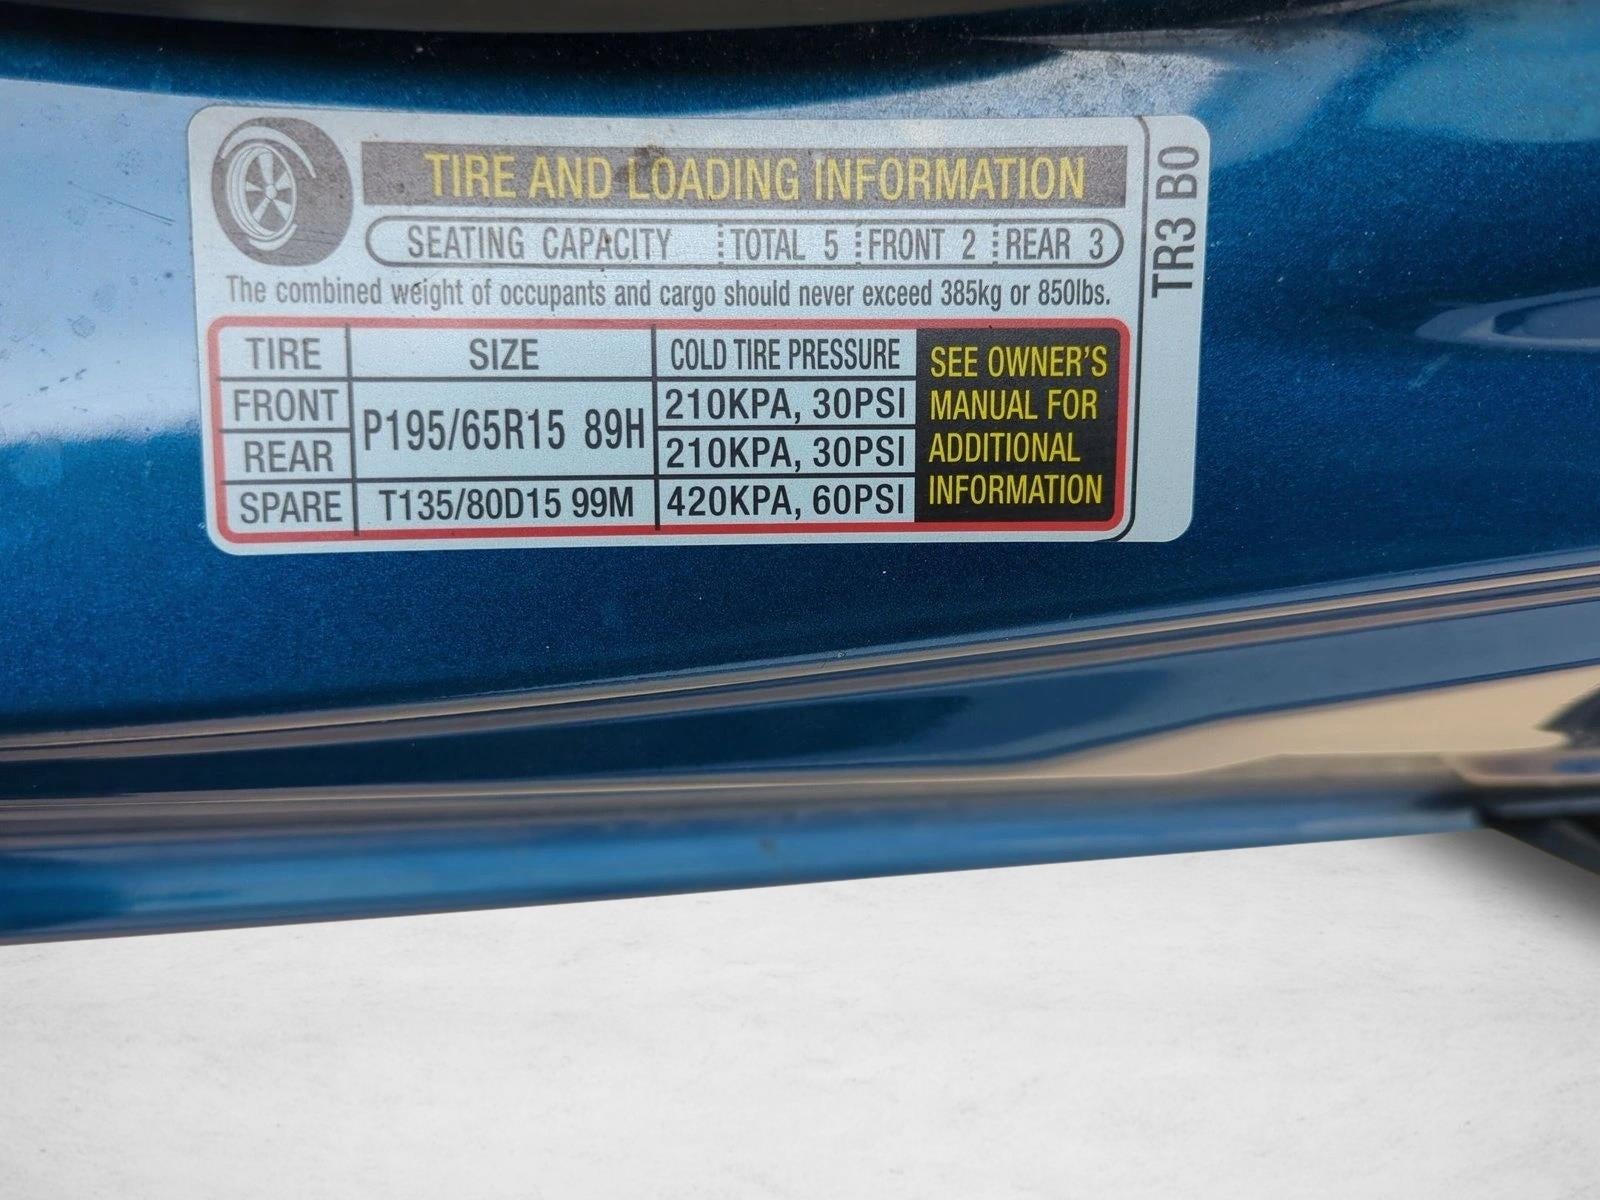 TIRE AND LOADING INFORMATION
SEATING CAPACITY TOTAL 5 FRONT 2 REAR 3
The combined weight of occupants and cargo should never exceed 385kg or 850lbs.
TIRE SIZE COLD TIRE PRESSURE
FRONT P195/65R15 89H 210KPA, 30PSI
REAR 210KPA, 30PSI
SPARE T135/80D15 99M 420KPA, 60PSI
SEE OWNER'S
MANUAL FOR
ADDITIONAL
INFORMATION
TR3 B0